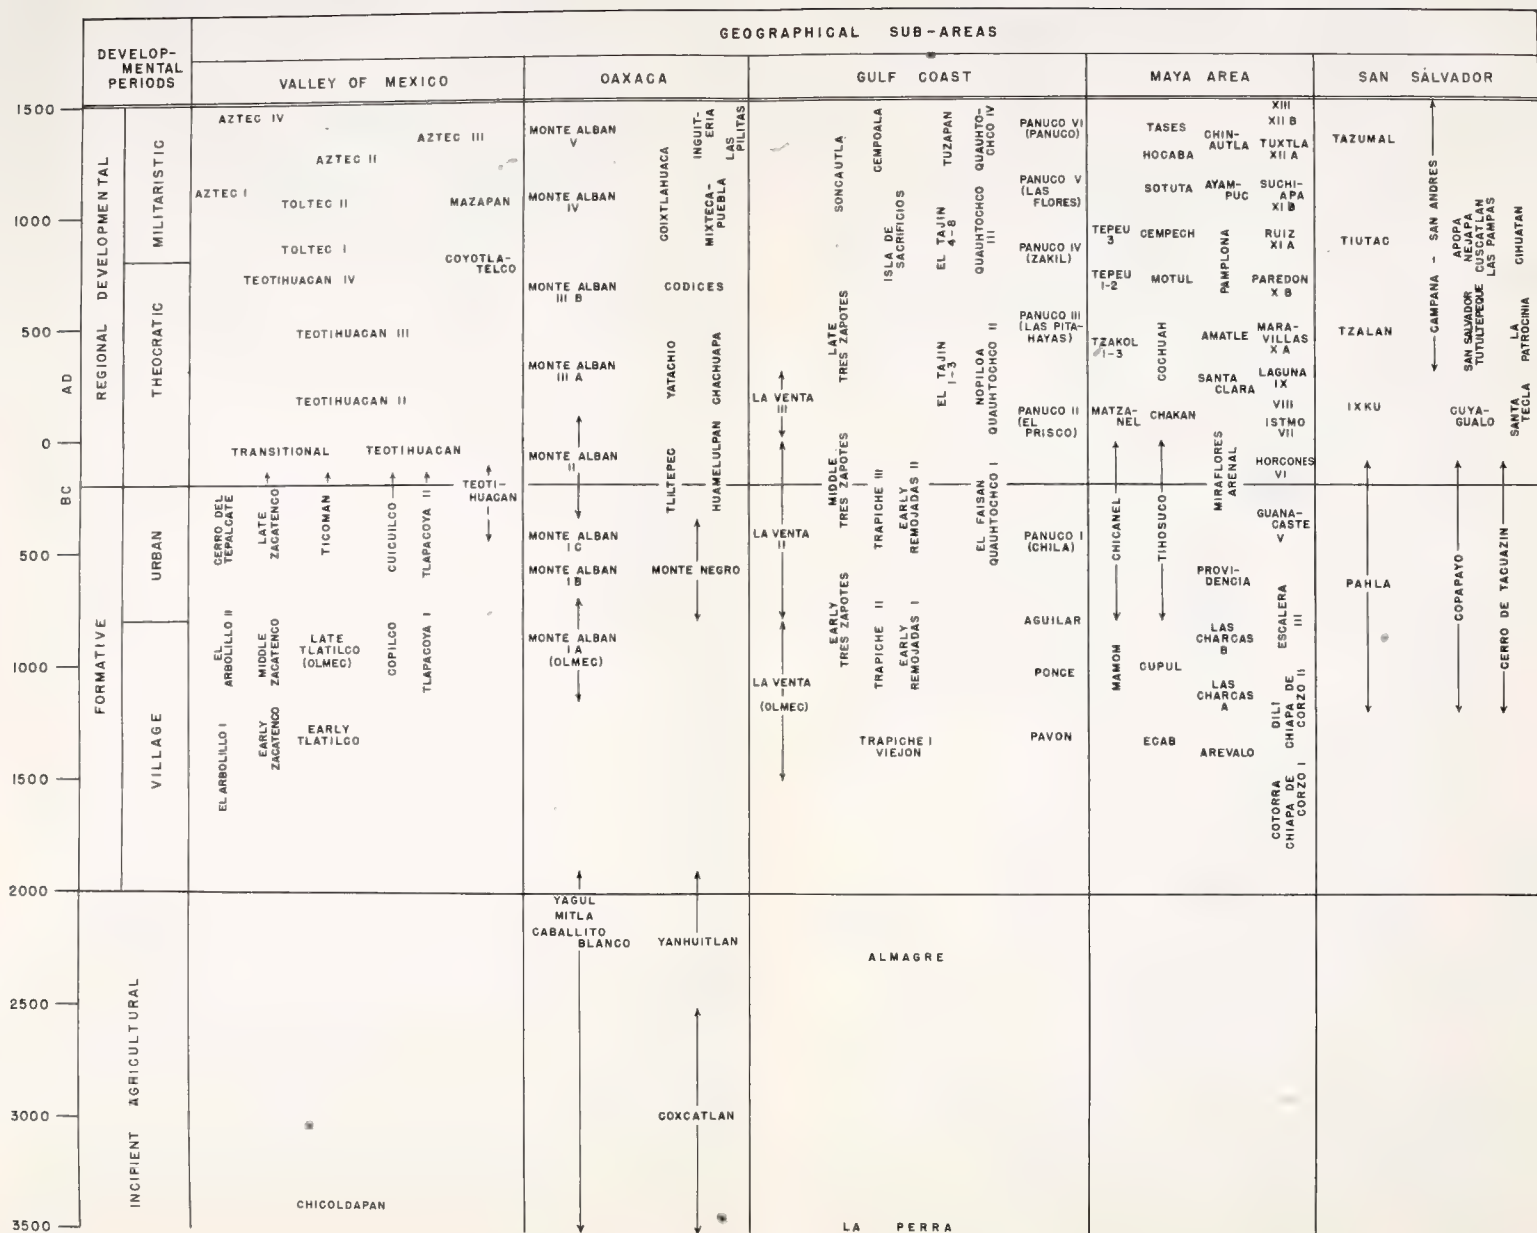 GEOGRAPHICAL SUB-AREAS
DEVELOP-
MENTAL
PERIODS
VALLEY OF MEXICO
OAXACA
GULF COAST
MAYA AREA
SAN SALVADOR
1500
1000
500
0
500
1000
1500
2000
2500
3000
3500
AD
BC
REGIONAL DEVELOPMENTAL
MILITARISTIC
THEOCRATIC
FORMATIVE
URBAN
VILLAGE
INCIPIENT AGRICULTURAL
AZTEC IV
AZTEC III
AZTEC II
AZTEC I
TOLTEC II
MAZAPAN
TOLTEC I
COYOTLA-
TELCO
TEOTIHUACAN IV
TEOTIHUACAN III
TEOTIHUACAN II
TRANSITIONAL
TEOTIHUACAN
TEOTI-
HUACAN
CERRO DEL
TEPALCATE
LATE
ZACATENCO
TICOMAN
CUICUILCO
TLAPACOYA II
EL
ARBOLILLO II
MIDDLE
ZACATENCO
LATE
TLATILCO
(OLMEC)
COPILCO
TLAPACOYA I
EL ARBOLILLO I
EARLY
ZACATENCO
EARLY
TLATILCO
CHICOLDAPAN
MONTE ALBAN
V
MONTE ALBAN
IV
MONTE ALBAN
III B
MONTE ALBAN
III A
MONTE ALBAN
II
MONTE ALBAN
I C
MONTE ALBAN
I B
MONTE ALBAN
I A
(OLMEC)
YAGUL
MITLA
CABALLITO
BLANCO
COIXTLAHUACA
INGUIT-
ERIA
LAS
PILITAS
MIXTECA-
PUEBLA
CODICES
YATACHIO
CHACHUAPA
TLILTEPEC
HUAMELULPAN
MONTE NEGRO
YANHUITLAN
COXCATLAN
LA VENTA
III
LA VENTA
II
LA VENTA
I
(OLMEC)
SONCAUTLA
LATE
TRES ZAPOTES
MIDDLE
TRES ZAPOTES
EARLY
TRES ZAPOTES
CEMPOALA
ISLA DE
SACRIFICIOS
TRAPICHE III
EARLY
REMOJADAS II
TRAPICHE II
EARLY
REMOJADAS I
TRAPICHE I
VIEJON
ALMAGRE
LA PERRA
TUZAPAN
EL TAJIN
4-8
EL TAJIN
1-3
QUAUHTO-
CHCO IV
QUAUHTOCHCO
III
NOPILOA
QUAUHTOCHCO II
EL FAISAN
QUAUHTOCHCO I
PANUCO VI
(PANUCO)
PANUCO V
(LAS
FLORES)
PANUCO IV
(ZAKIL)
PANUCO III
(LAS PITA-
HAYAS)
PANUCO II
(EL
PRISCO)
PANUCO I
(CHILA)
AGUILAR
PONCE
PAVON
TEPEU
3
TEPEU
1-2
TZAKOL
1-3
MATZA-
NEL
CHICANEL
MAMOM
TASES
HOCABA
SOTUTA
CEMPECH
MOTUL
COCHUAH
CHAKAN
TIHOSUCO
CUPUL
ECAB
CHIN-
AUTLA
AYAM-
PUC
PAMPLONA
AMATLE
SANTA
CLARA
MIRAFLORES
ARENAL
PROVI-
DENCIA
LAS
CHARCAS
B
LAS
CHARCAS
A
AREVALO
XIII
XII B
TUXTLA
XII A
SUCHI-
APA
XI B
RUIZ
XI A
PAREDON
X B
MARA-
VILLAS
X A
LAGUNA
IX
VIII
ISTMO
VII
HORCONES
VI
GUANA-
CASTE
V
ESCALERA
III
DILI
CHIAPA DE
CORZO II
COTORRA
CHIAPA DE
CORZO I
TAZUMAL
TIUTAC
TZALAN
IXKU
PAHLA
CAMPANA - SAN ANDRES
APOPA
NEJAPA
CUSCATLAN
LAS PAMPAS
SAN SALVADOR
TUTULTEPEQUE
CIHUATAN
LA
PATROCINIA
CUYA-
GUALO
SANTA
TECLA
COPAPAYO
CERRO DE TACUAZIN